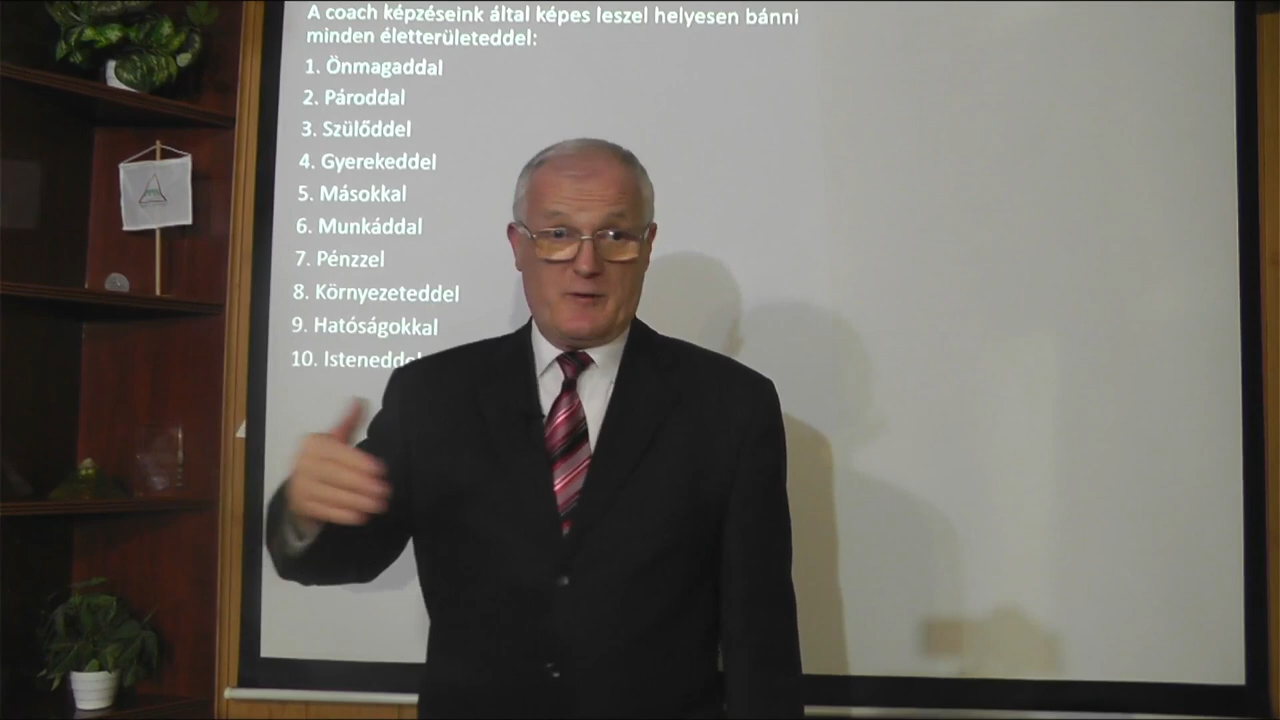 A coach képzéseink által képes leszel helyesen bánni
minden életterületeddel:
1. Önmagaddal
2. Pároddal
3. Szülőddel
4. Gyerekeddel
5. Másokkal
6. Munkáddal
7. Pénzzel
8. Környezeteddel
9. Hatóságokkal
10. Isteneddel